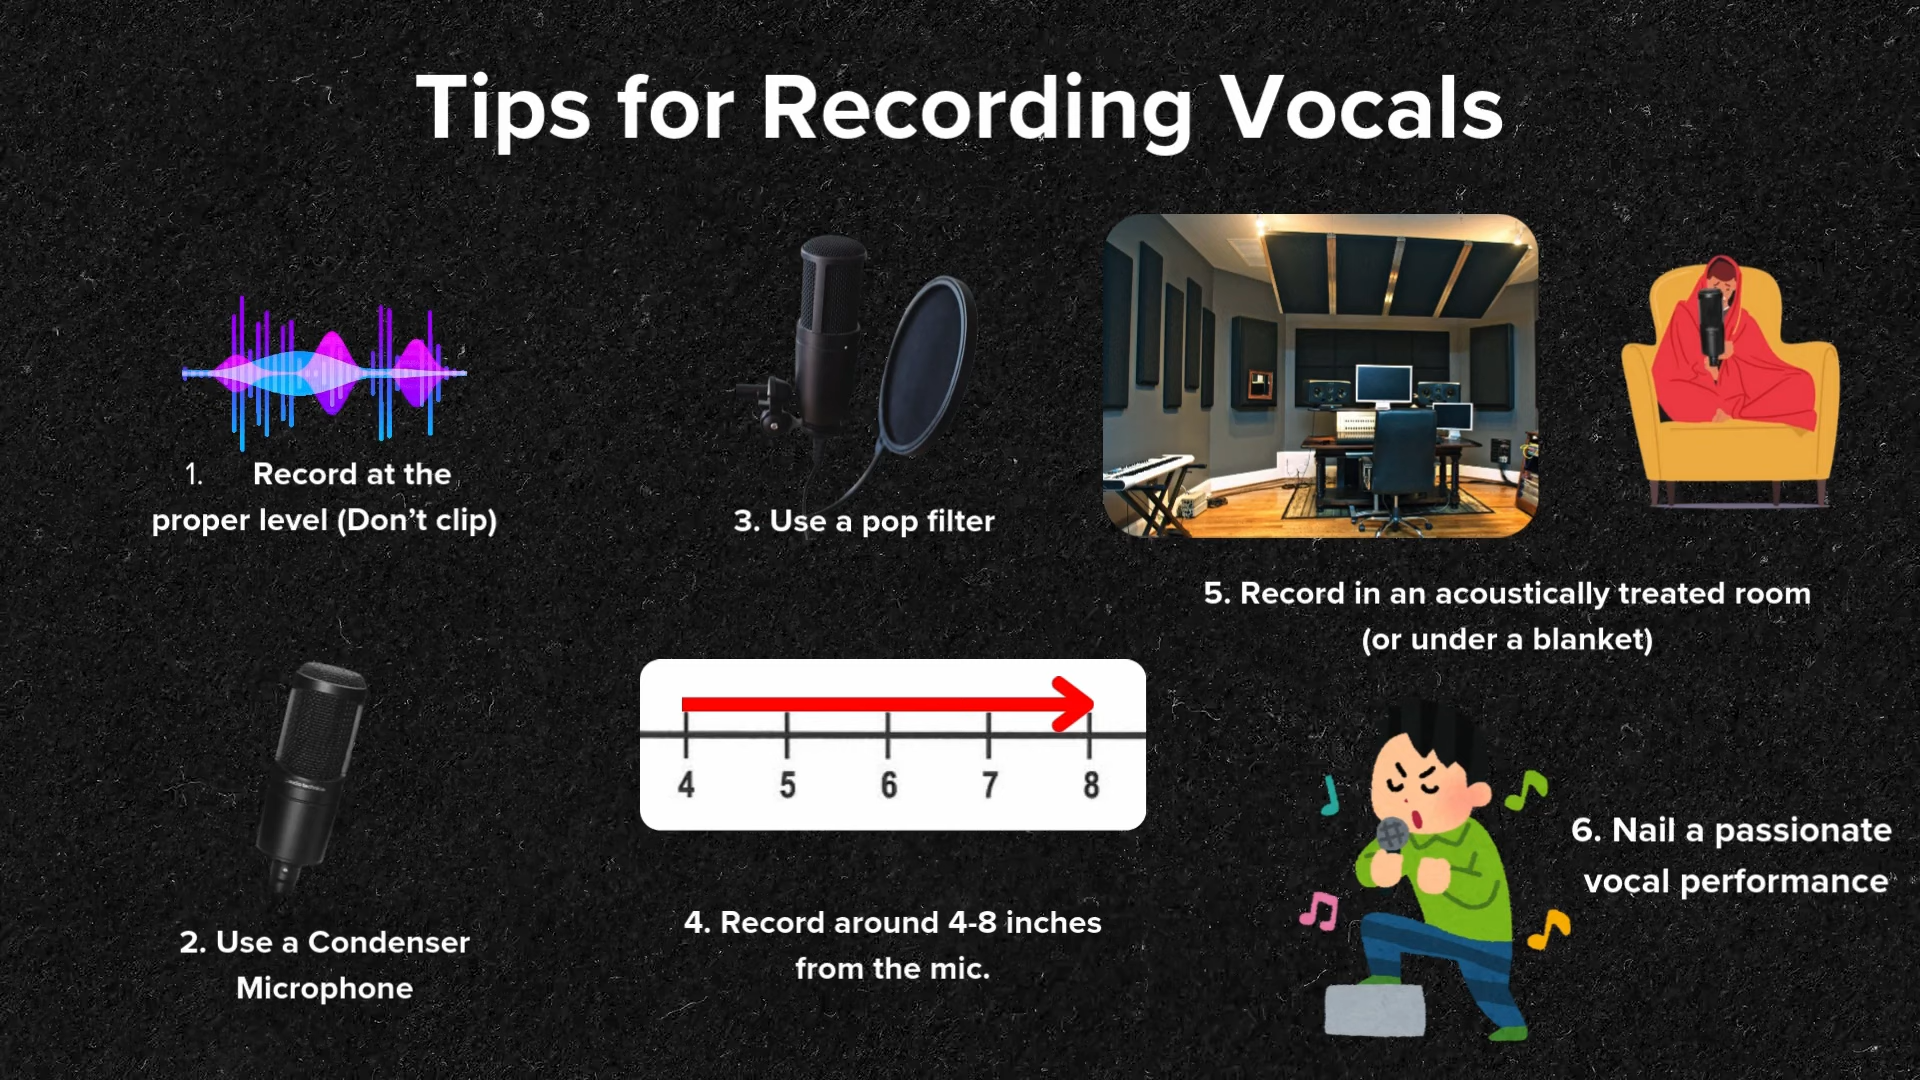 Tips for Recording Vocals
1. Record at the
proper level (Don’t clip)
2. Use a Condenser
Microphone
3. Use a pop filter
4 5 6 7 8
4. Record around 4-8 inches
from the mic.
5. Record in an acoustically treated room
(or under a blanket)
6. Nail a passionate
vocal performance